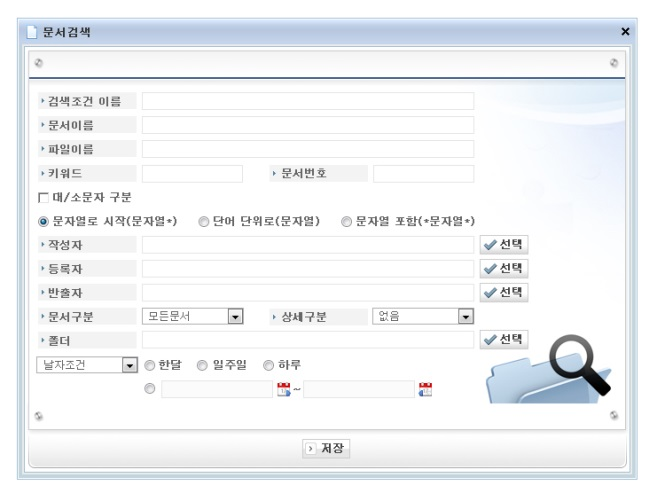 문서검색
검색조건 이름
문서이름
파일이름
키워드 문서번호
대/소문자 구분
문자열로 시작(문자열*) 단어 단위로(문자열) 문자열 포함(*문자열*)
작성자 선택
등록자 선택
반출자 선택
문서구분 모든문서 상세구분 없음
폴더 선택
날자조건 한달 일주일 하루
~
저장